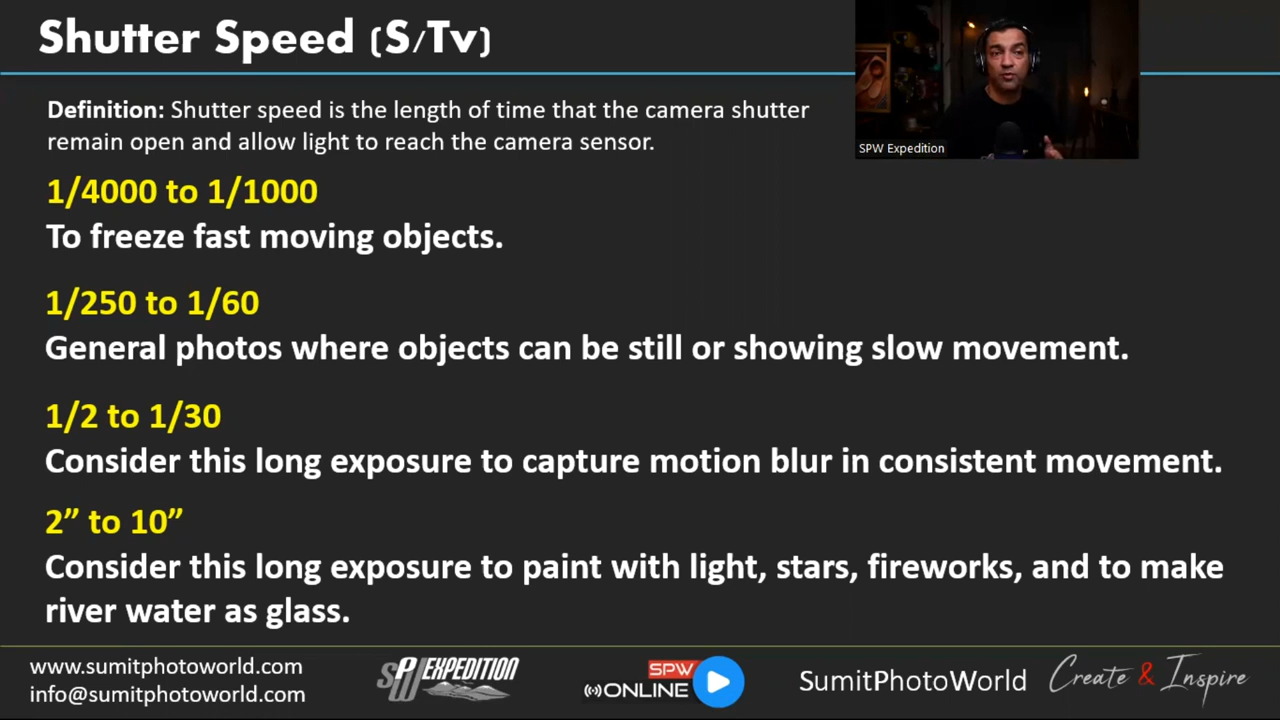 Shutter Speed (S/Tv)
SPW Expedition
Definition: Shutter speed is the length of time that the camera shutter
remain open and allow light to reach the camera sensor.
1/4000 to 1/1000
To freeze fast moving objects.
1/250 to 1/60
General photos where objects can be still or showing slow movement.
1/2 to 1/30
Consider this long exposure to capture motion blur in consistent movement.
2” to 10”
Consider this long exposure to paint with light, stars, fireworks, and to make
river water as glass.
www.sumitphotoworld.com
info@sumitphotoworld.com
SPW EXPEDITION
SPW
ONLINE
SumitPhotoWorld
Create & Inspire